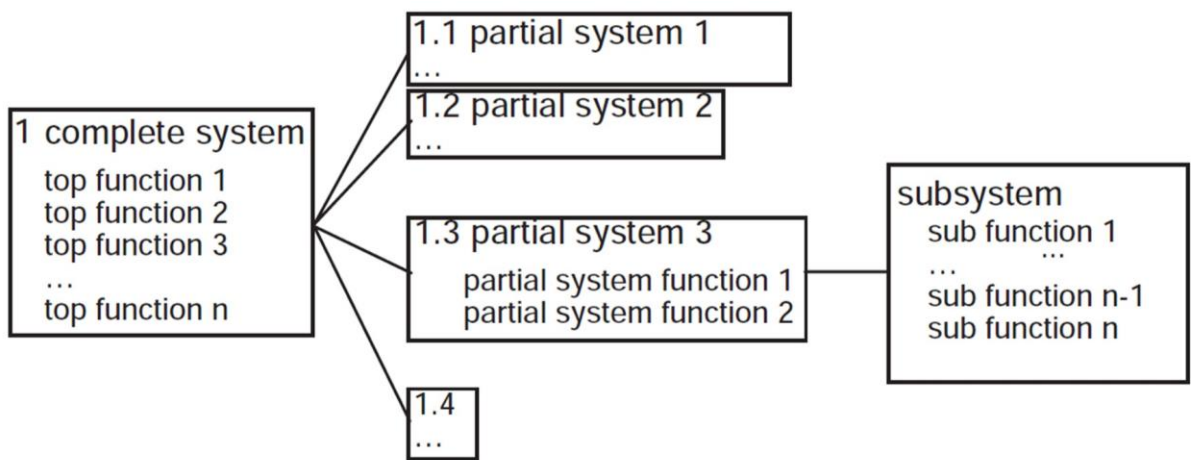 1 complete system
top function 1
top function 2
top function 3
...
top function n
1.1 partial system 1
...
1.2 partial system 2
...
1.3 partial system 3
partial system function 1
partial system function 2
1.4
...
subsystem
sub function 1
...
...
sub function n-1
sub function n